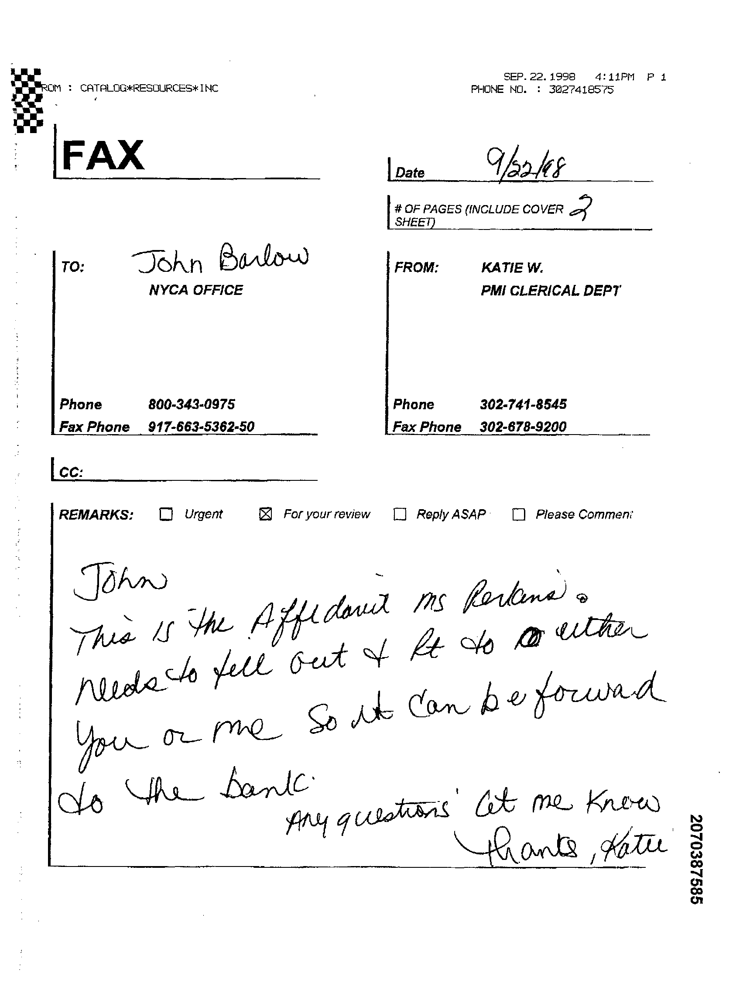 SEP.22.1998 4:11PM P 1
ROM : CATALOG*RESOURCES*INC PHONE NO. : 3027418575
FAX
Date 9/22/98
# OF PAGES (INCLUDE COVER SHEET) 2
TO: John Barlow
NYCA OFFICE
Phone 800-343-0975
Fax Phone 917-663-5362-50
FROM: KATIE W.
PMI CLERICAL DEPT
Phone 302-741-8545
Fax Phone 302-678-9200
CC:
REMARKS: ☐ Urgent ☒ For your review ☐ Reply ASAP ☐ Please Comment
John
This is the Affidavit Ms Perkins
needs to fill out & Rt to either
you or me so it can be forward
to the bank.
Any questions let me know
Thanks, Katie
2070387585